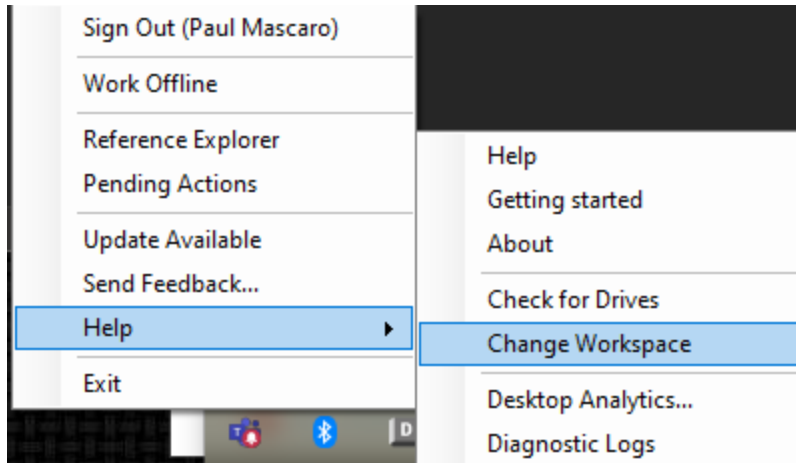 Sign Out (Paul Mascaro)
Work Offline
Reference Explorer
Pending Actions
Update Available
Send Feedback...
Help
Exit
Help
Getting started
About
Check for Drives
Change Workspace
Desktop Analytics...
Diagnostic Logs
T
D